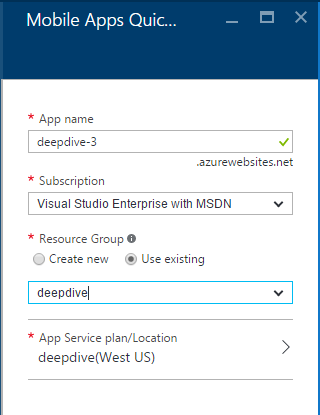 Mobile Apps Quic...
* App name
deepdive-3
.azurewebsites.net
* Subscription
Visual Studio Enterprise with MSDN
* Resource Group
Create new Use existing
deepdive
* App Service plan/Location
deepdive(West US)